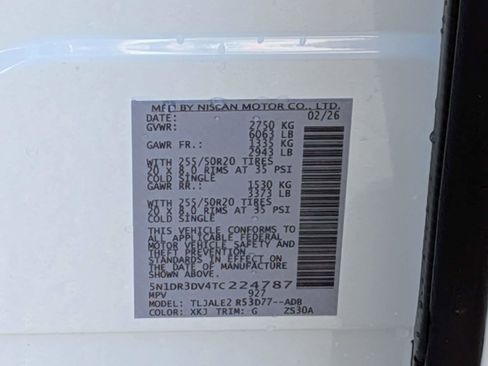 MFD BY NISSAN MOTOR CO., LTD.
DATE: 02/26
GVWR: 2750 KG
6063 LB
GAWR FR.: 1335 KG
2943 LB
WITH 255/50R20 TIRES
20 X 8.0 RIMS AT 35 PSI
COLD SINGLE
GAWR RR.: 1530 KG
3373 LB
WITH 255/50R20 TIRES
20 X 8.0 RIMS AT 35 PSI
COLD SINGLE
THIS VEHICLE CONFORMS TO
ALL APPLICABLE FEDERAL
MOTOR VEHICLE SAFETY AND
THEFT PREVENTION
STANDARDS IN EFFECT ON
THE DATE OF MANUFACTURE
SHOWN ABOVE.
5N1DR3DV4TC224787
MPV 927
MODEL: TLJALE2 R53D77--ADB
COLOR: XKJ TRIM: G ZS30A